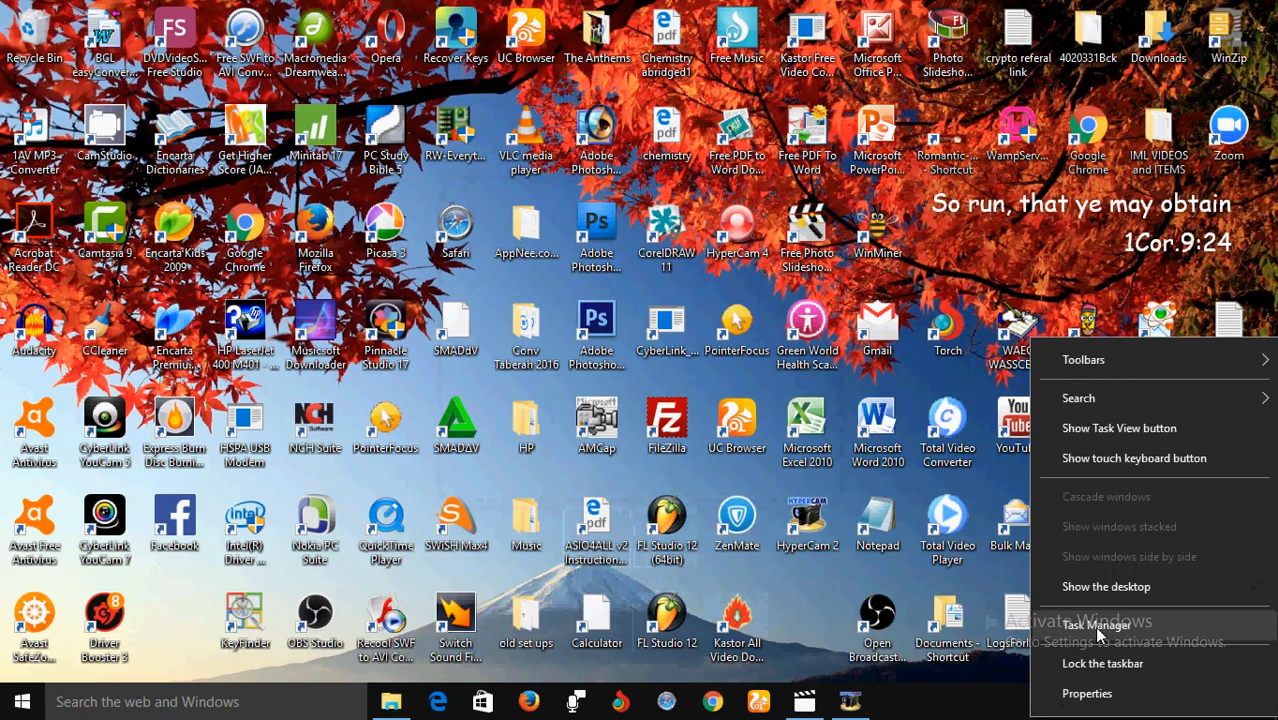 Recycle Bin
BCL easyConver...
DVDVideoS... Free Studio
Free SWF to AVI Conv...
Macromedia Dreamwea...
Opera
Recover Keys
UC Browser
The Anthems
Chemistry abridged1
Free Music
Kastor Free Video Co...
Microsoft Office P...
Photo Slidesho...
crypto referal link
4020331Bck
Downloads
WinZip
1AV MP3 Converter
CamStudio
Encarta Dictionaries
Get Higher Score (JA...
Minitab 17
PC Study Bible 5
RW-Everyt...
VLC media player
Adobe Photosh...
chemistry
Free PDF to Word Do...
Free PDF To Word
Microsoft PowerPoi...
Romantic-... - Shortcut
WampServ...
Google Chrome
IML VIDEOS and ITEMS
Zoom
So run, that ye may obtain
1Cor.9:24
Acrobat Reader DC
Camtasia 9
Encarta Kids 2009
Google Chrome
Mozilla Firefox
Picasa 3
Safari
AppNee.co...
Adobe Photosh...
CorelDRAW 11
HyperCam 4
Free Photo Slidesho...
WinMiner
Audacity
CCleaner
Encarta Premiu...
HP LaserJet 400 M401 - ...
Musicsoft Downloader
Pinnacle Studio 17
SMADdV
Conv Taberah 2016
Adobe Photosho...
CyberLink_...
PointerFocus
Green World Health Sca...
Gmail
Torch
WAEC WASSCE...
Toolbars
Search
Show Task View button
Show touch keyboard button
Cascade windows
Show windows stacked
Show windows side by side
Show the desktop
Task Manager
Lock the taskbar
Properties
Avast Antivirus
CyberLink YouCam 5
Express Burn Disc Burni...
HSPA USB Modem
NCH Suite
PointerFocus
SMADΔV
HP
AMCap
FileZilla
UC Browser
Microsoft Excel 2010
Microsoft Word 2010
Total Video Converter
Avast Free Antivirus
CyberLink YouCam 7
Facebook
Intel(R) Driver ...
Nokia PC Suite
QuickTime Player
SWiSH Max4
Music
ASIO4ALL v2 Instruction...
FL Studio 12 (64bit)
ZenMate
HyperCam 2
Notepad
Total Video Player
Avast SafeZo...
Driver Booster 3
KeyFinder
OBS Studio
Recool SWF to AVI Co...
Switch Sound Fi...
old set ups
Calculator
FL Studio 12
Kastor All Video Do...
Open Broadcast...
Documents - Shortcut
Activate Windows
Settings to activate Windows.
Search the web and Windows